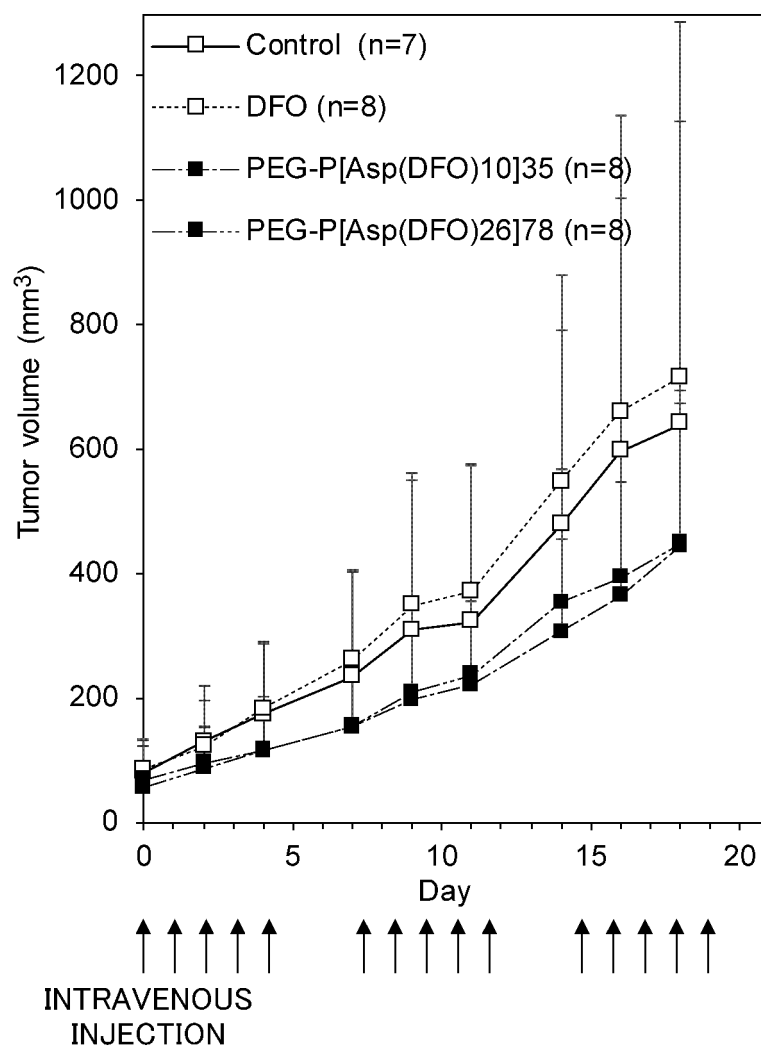 Control (n=7)
DFO (n=8)
PEG-P[Asp(DFO)10]35 (n=8)
PEG-P[Asp(DFO)26]78 (n=8)
Tumor volume (mm³)
1200
1000
800
600
400
200
0
0 5 10 15 20
Day
INTRAVENOUS
INJECTION